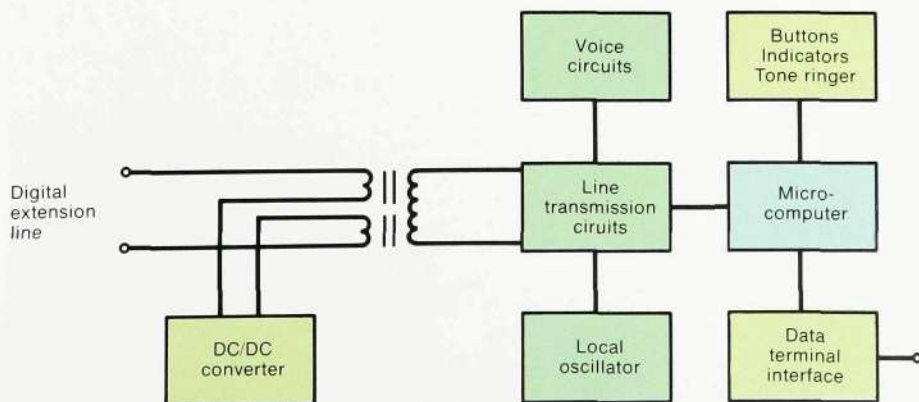 Voice
circuits
Buttons
Indicators
Tone ringer
Digital
extension
line
Line
transmission
ciruits
Micro-
computer
DC/DC
converter
Local
oscillator
Data
terminal
interface